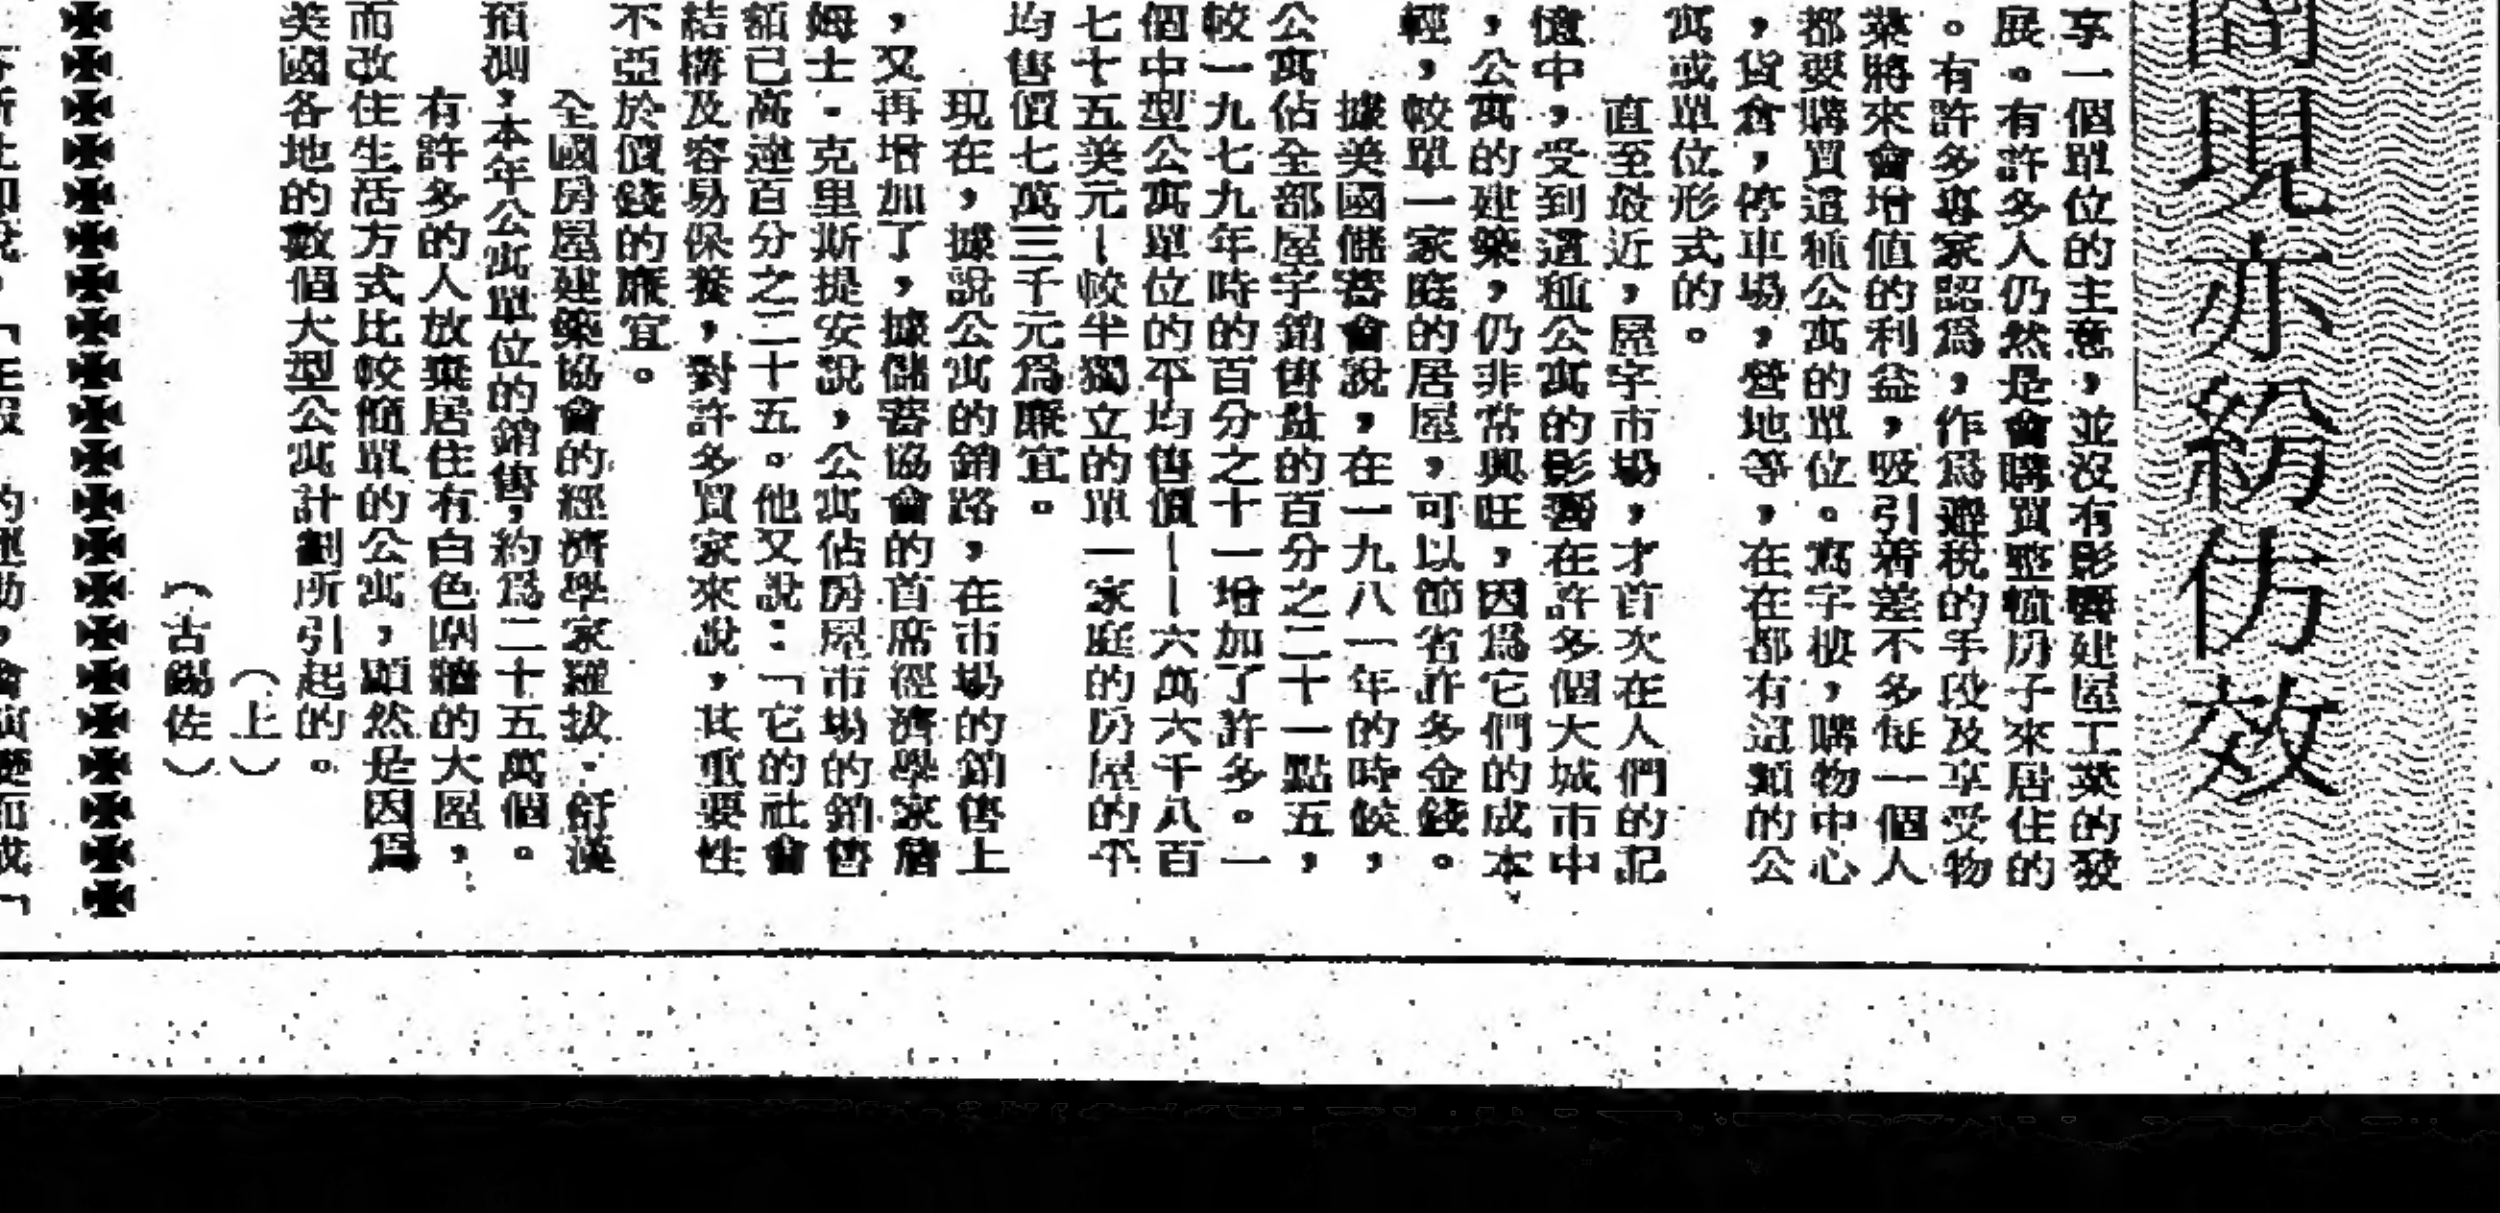 現亦紛仿效
享一個單位的主意，並沒有影響建屋工業的發
展。有許多人仍然是會購買整幢房子來居住的
。有許多專家認爲，作爲避稅的手段及享受物
業將來會增值的利益，吸引着差不多每一個人
都要購買這種公寓的單位。寫字樓，購物中心
，貨倉，停車場，營地等，在在都有這類的公
寓或單位形式的。
直至最近，屋宇市場，才首次在人們的記
憶中，受到這種公寓的影響在許多個大城市中
，公寓的建築，仍非常興旺，因爲它們的成本
輕，較單一家庭的居屋，可以節省許多金錢。
據美國儲蓄會說，在一九八一年的時候，
公寓佔全部屋宇銷售量的百分之二十一點五，
較一九七九年時的百分之十一增加了許多。一
個中型公寓單位的平均售價——六萬六千八百
七十五美元—較半獨立的單一家庭的房屋的平
均售價七萬三千元爲廉宜。
現在，據說公寓的銷路，在市場的銷售上
，又再增加了，據儲蓄協會的首席經濟學家詹
姆士·克里斯提安說，公寓佔房屋市場的銷售
額已高達百分之二十五。他又說：「它的社會
結構及容易保養，對許多買家來說，其重要性
不亞於價錢的廉宜。
全國房屋建築協會的經濟學家羅拔·舒漢
預測，本年公寓單位的銷售，約爲二十五萬個。
有許多的人放棄居住有白色圍牆的大屋，
而改住生活方式比較簡單的公寓，顯然是因爲
美國各地的數個大型公寓計劃所引起的。
（上）
（古錫佐）